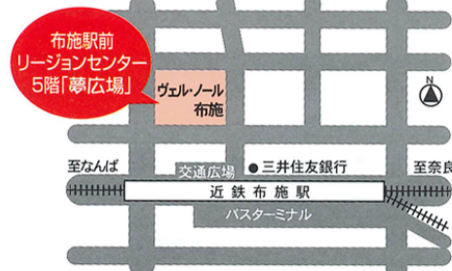 布施駅前
リージョンセンター
5階「夢広場」
ヴェル・ノール
布施
N
至なんば
交通広場
●三井住友銀行
至奈良
近鉄布施駅
バスターミナル